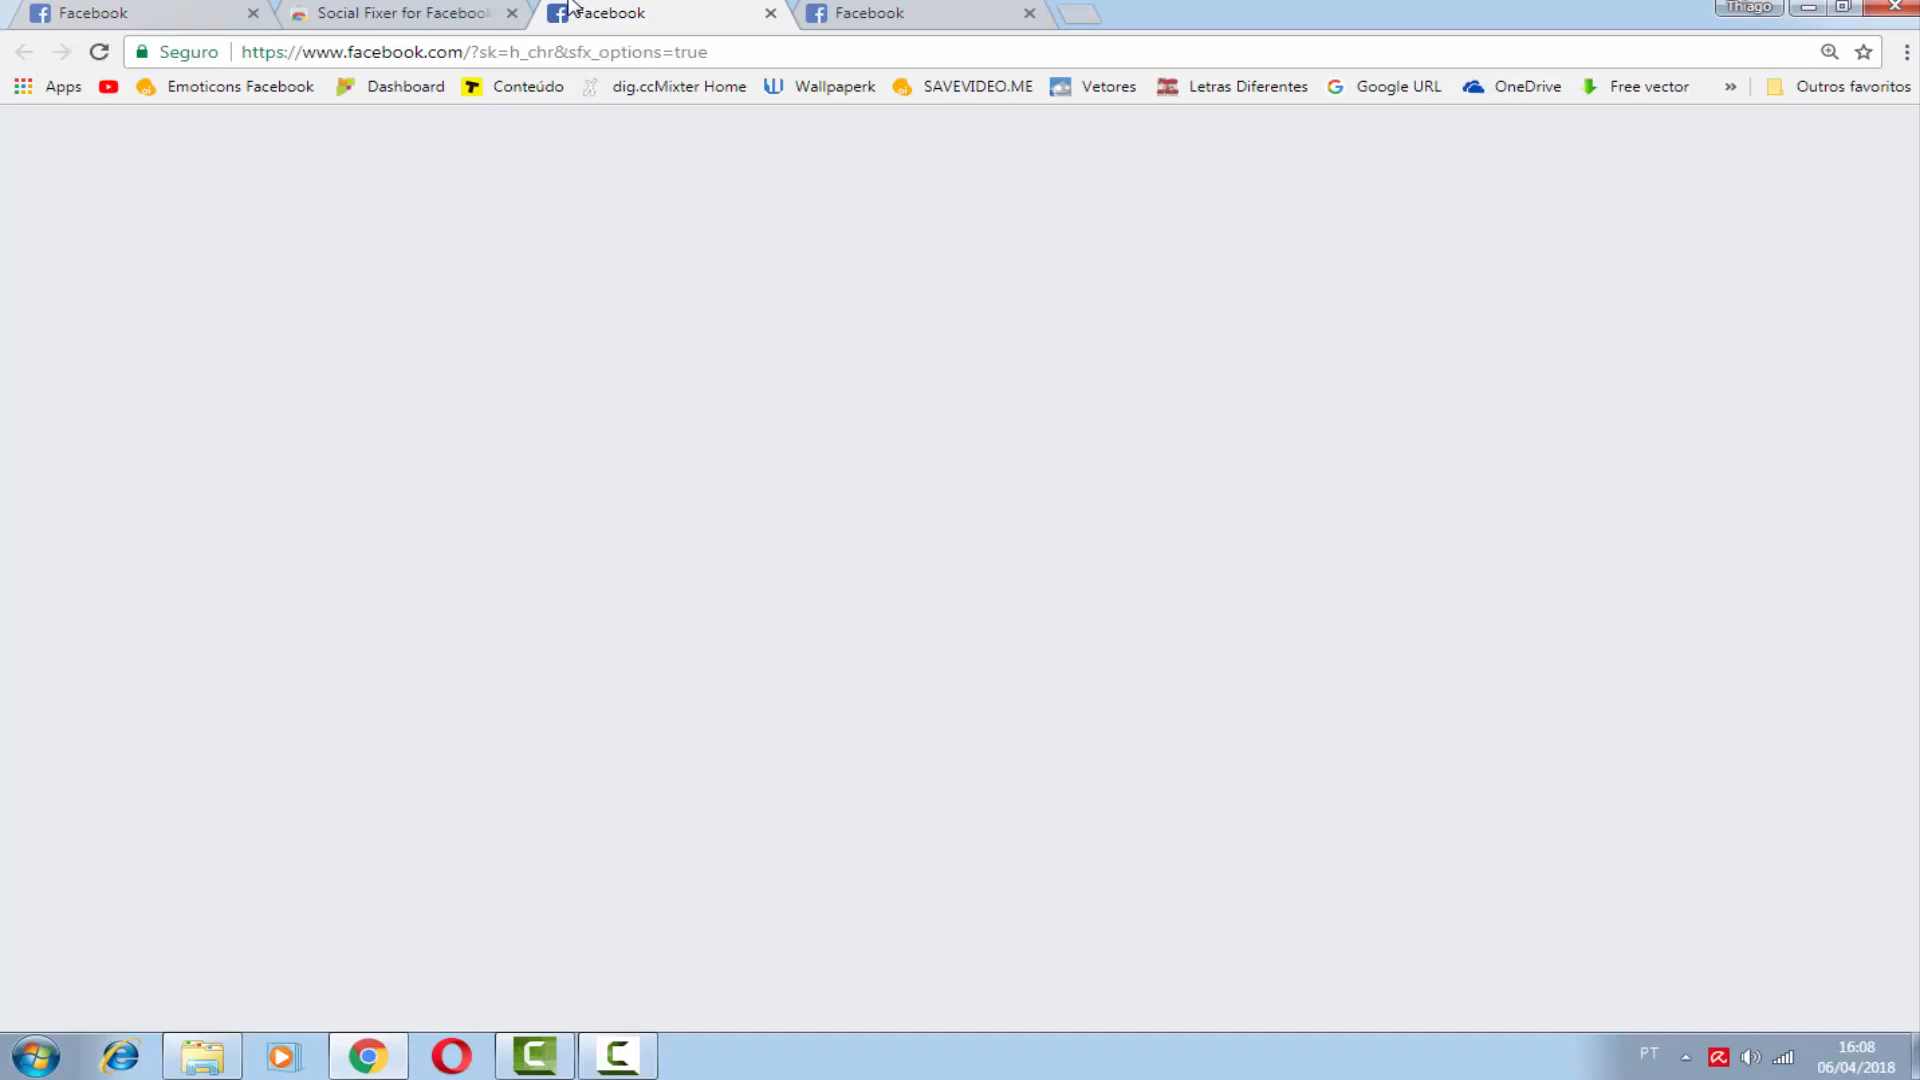 Facebook
Social Fixer for Facebook
Facebook
Facebook
Thiago
Seguro https://www.facebook.com/?sk=h_chr&sfx_options=true
Apps Emoticons Facebook Dashboard Conteúdo dig.ccMixter Home Wallpaperk SAVEVIDEO.ME Vetores Letras Diferentes Google URL OneDrive Free vector » Outros favoritos
PT
16:08
06/04/2018